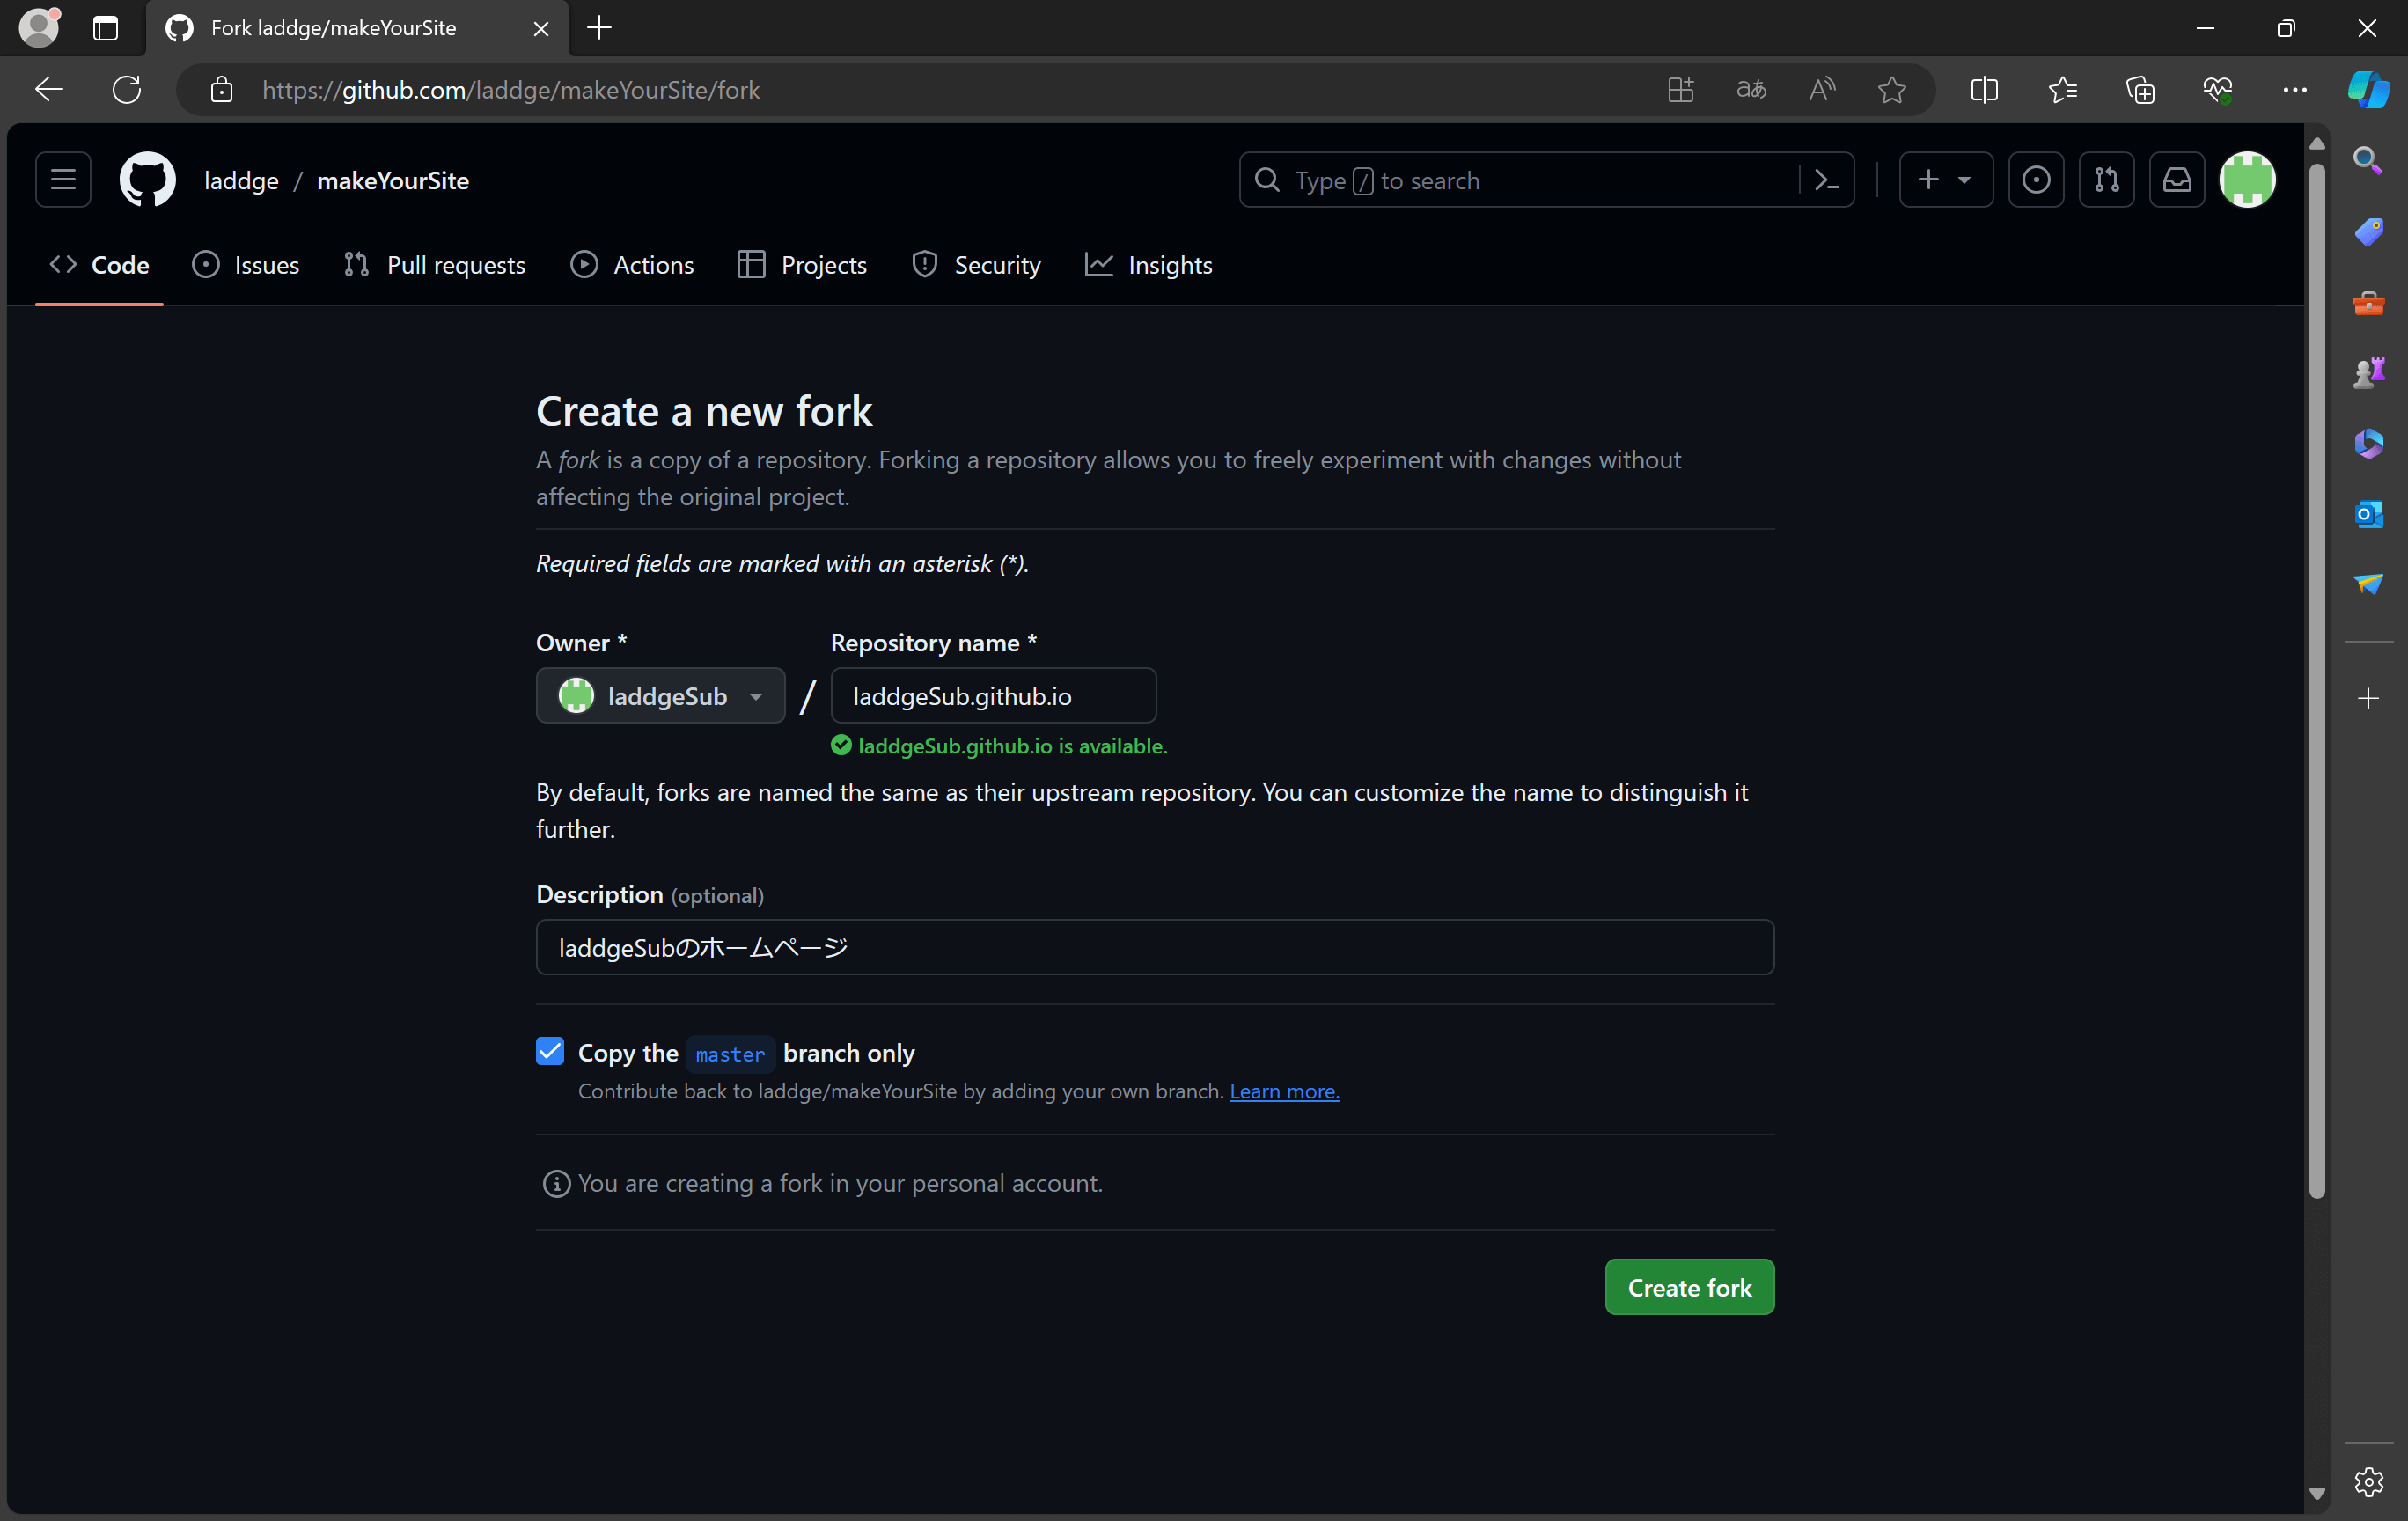 Fork laddge/makeYourSite
https://github.com/laddge/makeYourSite/fork
aあ
laddge / makeYourSite
Type / to search
Code
Issues
Pull requests
Actions
Projects
Security
Insights
Create a new fork
A fork is a copy of a repository. Forking a repository allows you to freely experiment with changes without
affecting the original project.
Required fields are marked with an asterisk (*).
Owner *
Repository name *
laddgeSub
/
laddgeSub.github.io
laddgeSub.github.io is available.
By default, forks are named the same as their upstream repository. You can customize the name to distinguish it
further.
Description (optional)
laddgeSubのホームページ
Copy the master branch only
Contribute back to laddge/makeYourSite by adding your own branch. Learn more.
You are creating a fork in your personal account.
Create fork